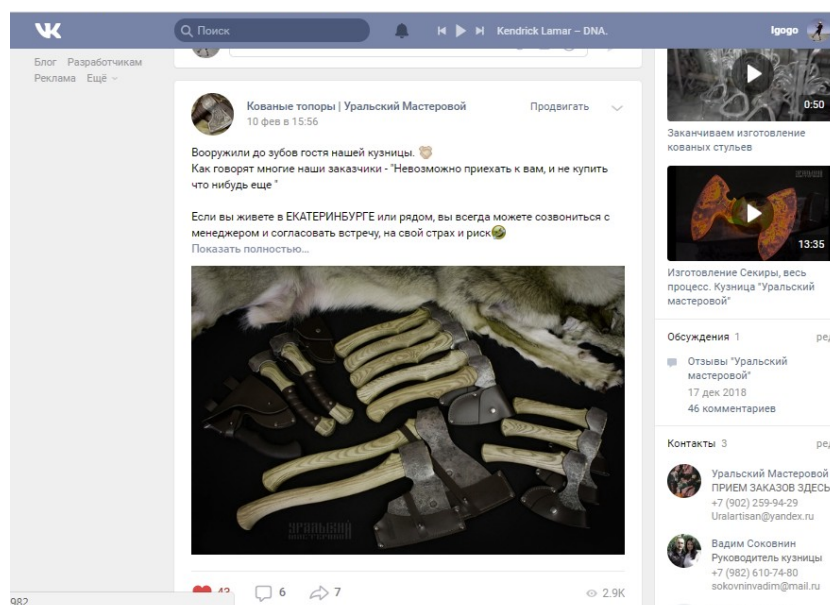 Поиск
Kendrick Lamar – DNA.
Igogo
Блог Разработчикам
Реклама Ещё
Кованые топоры | Уральский Мастеровой
10 фев в 15:56
Продвигать
Вооружили до зубов гостя нашей кузницы.
Как говорят многие наши заказчики - "Невозможно приехать к вам, и не купить
что нибудь еще "
Если вы живете в ЕКАТЕРИНБУРГЕ или рядом, вы всегда можете созвониться с
менеджером и согласовать встречу, на свой страх и риск
Показать полностью...
УРАЛЬСКИЙ
МАСТЕРОВОЙ
43
6
7
2.9K
982
0:50
Заканчиваем изготовление
кованых стульев
13:35
Изготовление Секиры, весь
процесс. Кузница "Уральский
мастеровой"
Обсуждения 1
ред
Отзывы "Уральский
мастеровой"
17 дек 2018
46 комментариев
Контакты 3
ред
Уральский Мастеровой
ПРИЕМ ЗАКАЗОВ ЗДЕСЬ
+7 (902) 259-94-29
Uralartisan@yandex.ru
Вадим Соковнин
Руководитель кузницы
+7 (982) 610-74-80
sokovninvadim@mail.ru